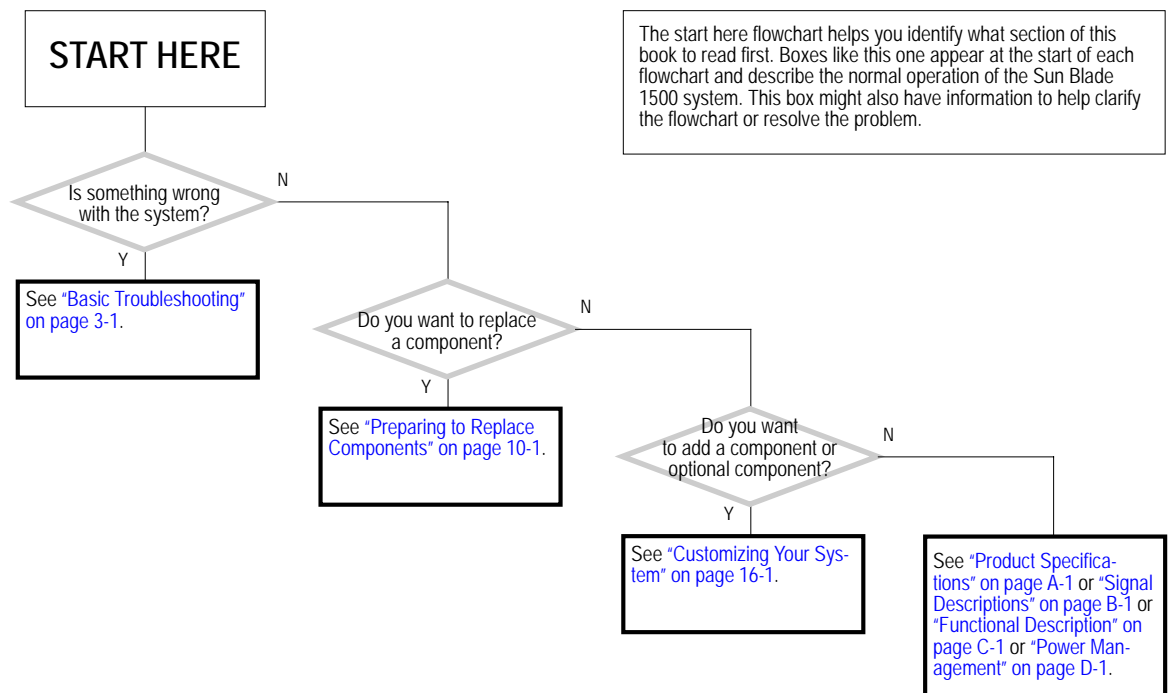 START HERE
The start here flowchart helps you identify what section of this
book to read first. Boxes like this one appear at the start of each
flowchart and describe the normal operation of the Sun Blade
1500 system. This box might also have information to help clarify
the flowchart or resolve the problem.
Is something wrong
with the system?
N
Y
See "Basic Troubleshooting"
on page 3-1.
Do you want to replace
a component?
N
Y
See "Preparing to Replace
Components" on page 10-1.
Do you want
to add a component or
optional component?
N
Y
See "Customizing Your Sys-
tem" on page 16-1.
See "Product Specifica-
tions" on page A-1 or "Signal
Descriptions" on page B-1 or
"Functional Description" on
page C-1 or "Power Man-
agement" on page D-1.